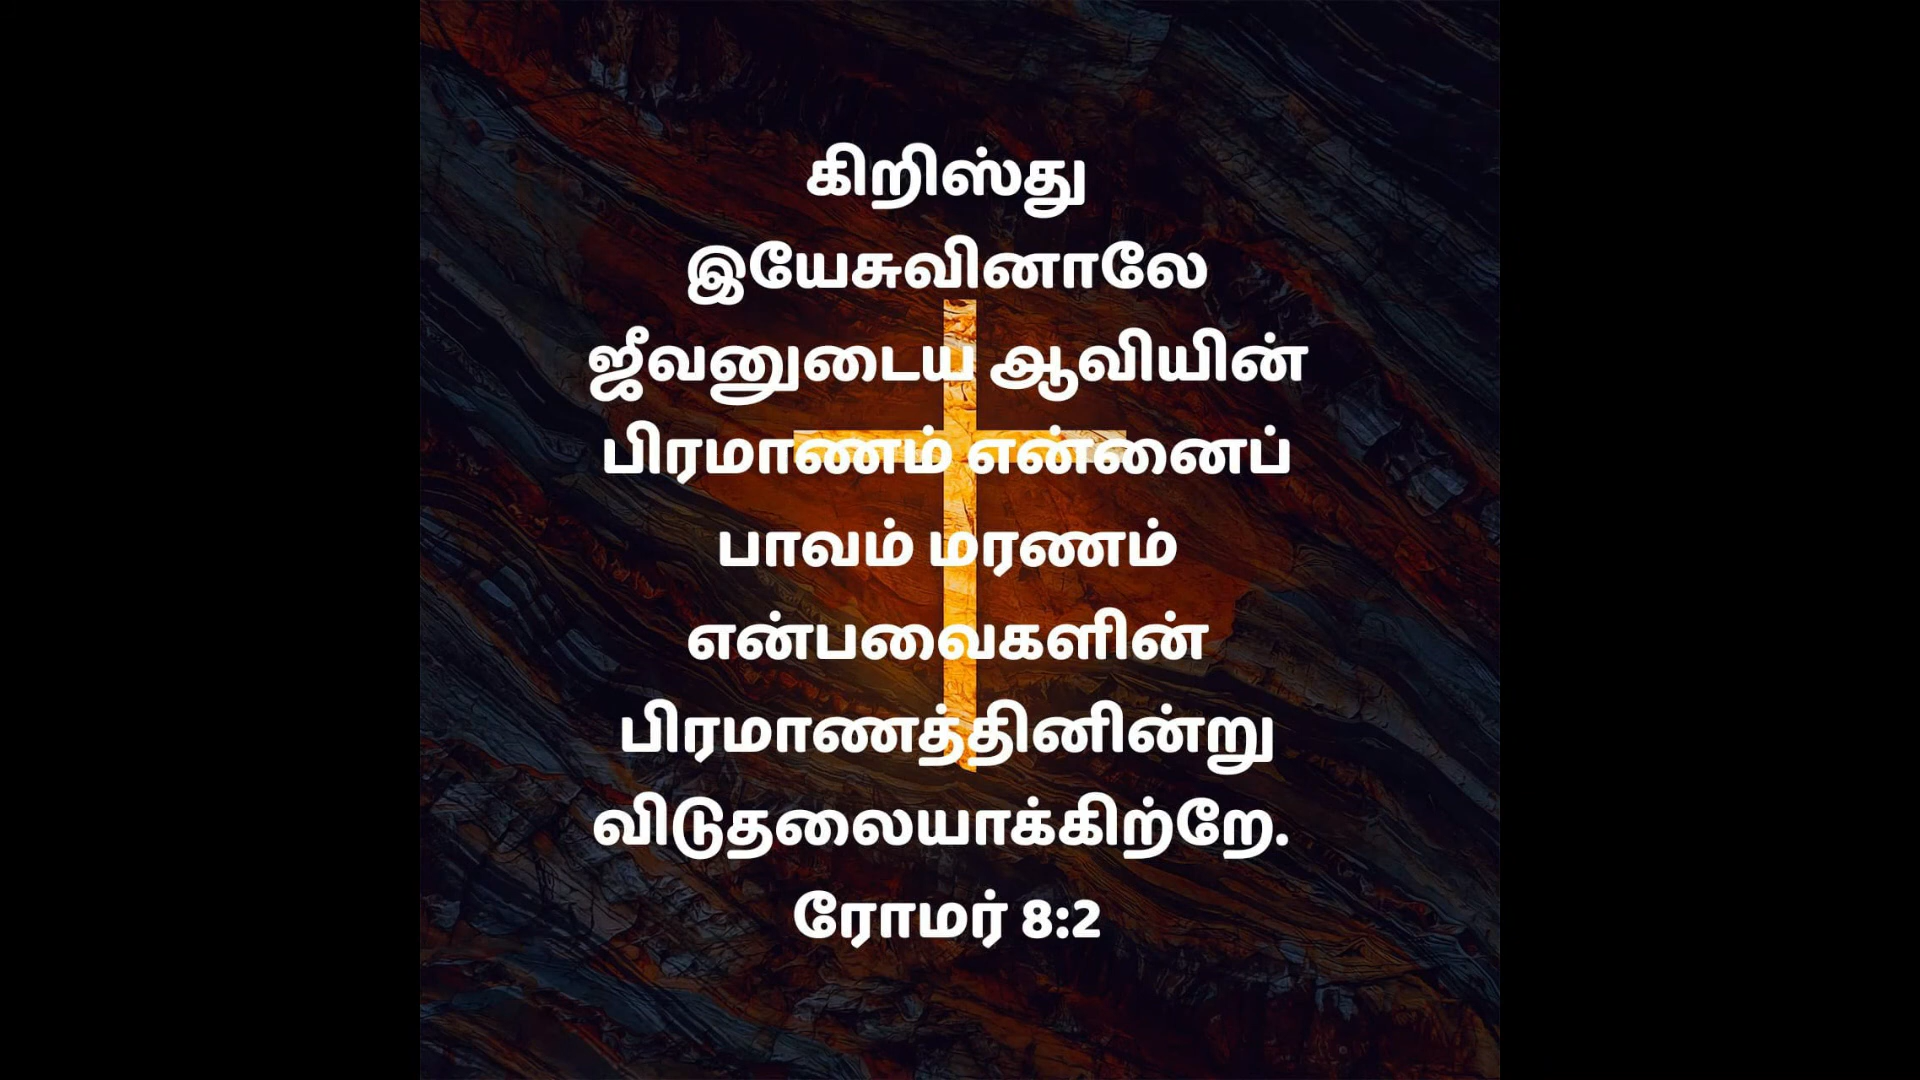 கிறிஸ்து
இயேசுவினாலே
ஜீவனுடைய ஆவியின்
பிரமாணம் என்னைப்
பாவம் மரணம்
என்பவைகளின்
பிரமாணத்தினின்று
விடுதலையாக்கிற்றே.
ரோமர் 8:2